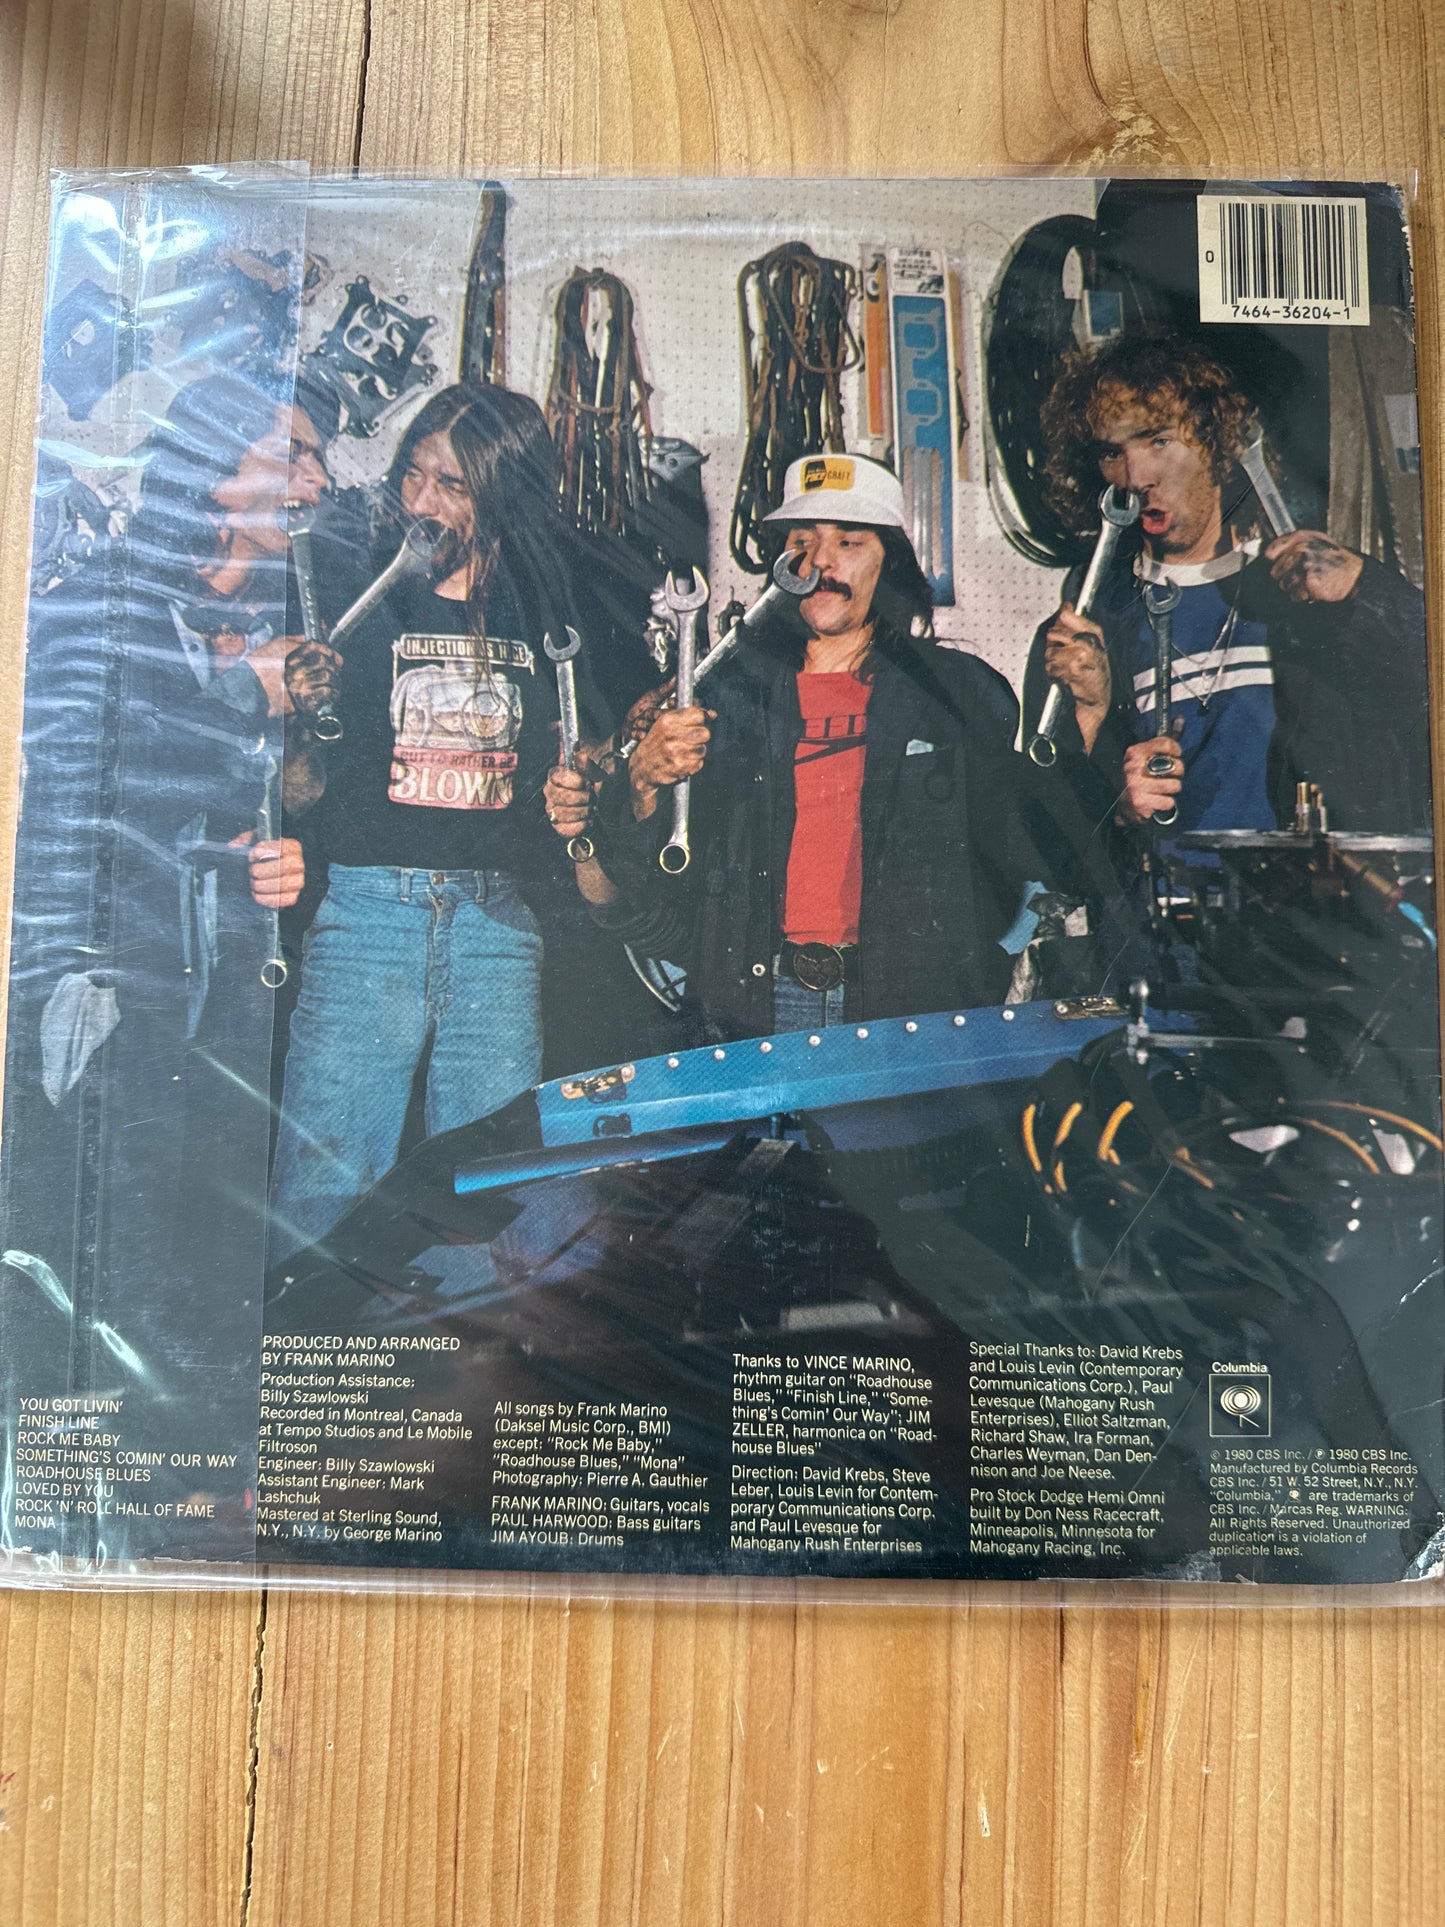 0
7464-36204-1
SUPER
race CRAFT
INJECTION IS NICE
BUT I'D RATHER BE
BLOWN
PRODUCED AND ARRANGED
BY FRANK MARINO
Production Assistance:
Billy Szawlowski
Recorded in Montreal, Canada
at Tempo Studios and Le Mobile
Filtroson
Engineer: Billy Szawlowski
Assistant Engineer: Mark
Lashchuk
Mastered at Sterling Sound,
N.Y., N.Y. by George Marino
YOU GOT LIVIN'
FINISH LINE
ROCK ME BABY
SOMETHING'S COMIN' OUR WAY
ROADHOUSE BLUES
LOVED BY YOU
ROCK 'N' ROLL HALL OF FAME
MONA
All songs by Frank Marino
(Daksel Music Corp., BMI)
except: "Rock Me Baby,"
"Roadhouse Blues," "Mona"
Photography: Pierre A. Gauthier
FRANK MARINO: Guitars, vocals
PAUL HARWOOD: Bass guitars
JIM AYOUB: Drums
Thanks to VINCE MARINO,
rhythm guitar on "Roadhouse
Blues," "Finish Line," "Some-
thing's Comin' Our Way"; JIM
ZELLER, harmonica on "Road-
house Blues"
Direction: David Krebs, Steve
Leber, Louis Levin for Contem-
porary Communications Corp.
and Paul Levesque for
Mahogany Rush Enterprises
Special Thanks to: David Krebs
and Louis Levin (Contemporary
Communications Corp.), Paul
Levesque (Mahogany Rush
Enterprises), Elliot Saltzman,
Richard Shaw, Ira Forman,
Charles Weyman, Dan Den-
nison and Joe Neese.
Pro Stock Dodge Hemi Omni
built by Don Ness Racecraft,
Minneapolis, Minnesota for
Mahogany Racing, Inc.
Columbia
© 1980 CBS Inc. / ℗ 1980 CBS Inc.
Manufactured by Columbia Records
CBS Inc. / 51 W. 52 Street, N.Y., N.Y.
"Columbia," are trademarks of
CBS Inc. / Marcas Reg. WARNING:
All Rights Reserved. Unauthorized
duplication is a violation of
applicable laws.